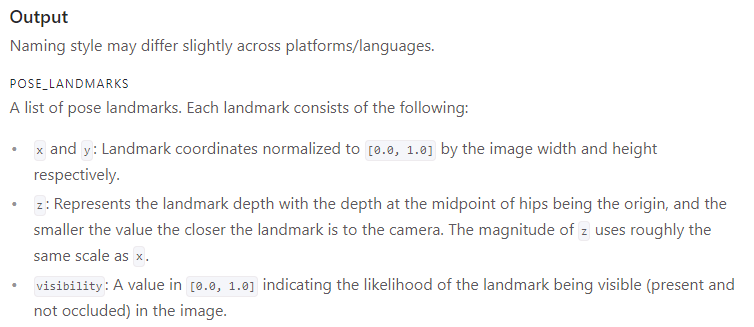 Output
Naming style may differ slightly across platforms/languages.
POSE_LANDMARKS
A list of pose landmarks. Each landmark consists of the following:
• x and y: Landmark coordinates normalized to [0.0, 1.0] by the image width and height
respectively.
• z: Represents the landmark depth with the depth at the midpoint of hips being the origin, and the
smaller the value the closer the landmark is to the camera. The magnitude of z uses roughly the
same scale as x.
• visibility: A value in [0.0, 1.0] indicating the likelihood of the landmark being visible (present and
not occluded) in the image.